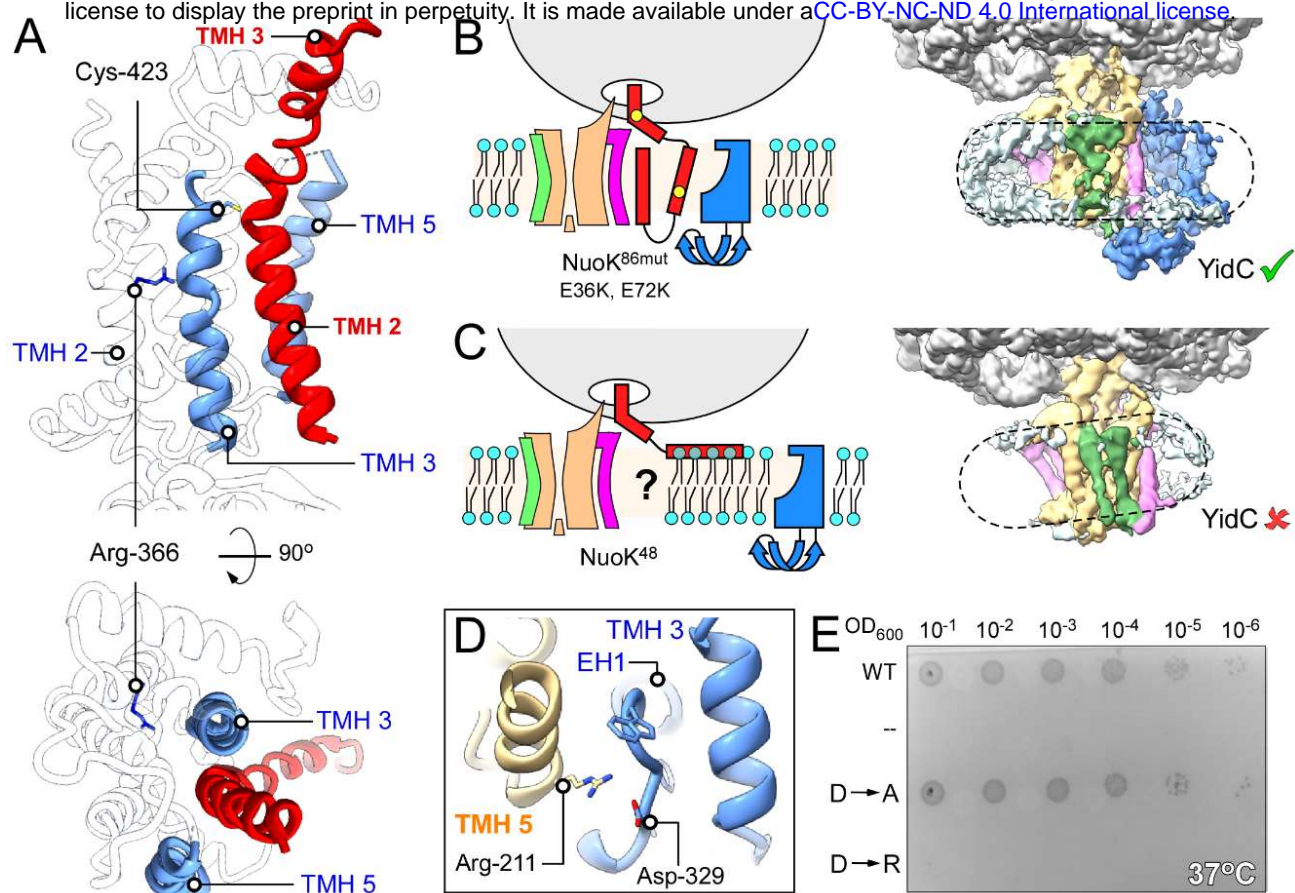 license to display the preprint in perpetuity. It is made available under aCC-BY-NC-ND 4.0 International license.
A
TMH 3
Cys-423
TMH 5
TMH 2
TMH 2
TMH 3
Arg-366
90º
TMH 3
TMH 5
B
NuoK86mut
E36K, E72K
YidC
C
?
NuoK48
YidC
D
TMH 3
EH1
TMH 5
Arg-211
Asp-329
E
OD600 10-1 10-2 10-3 10-4 10-5 10-6
WT
--
D→A
D→R
37ºC